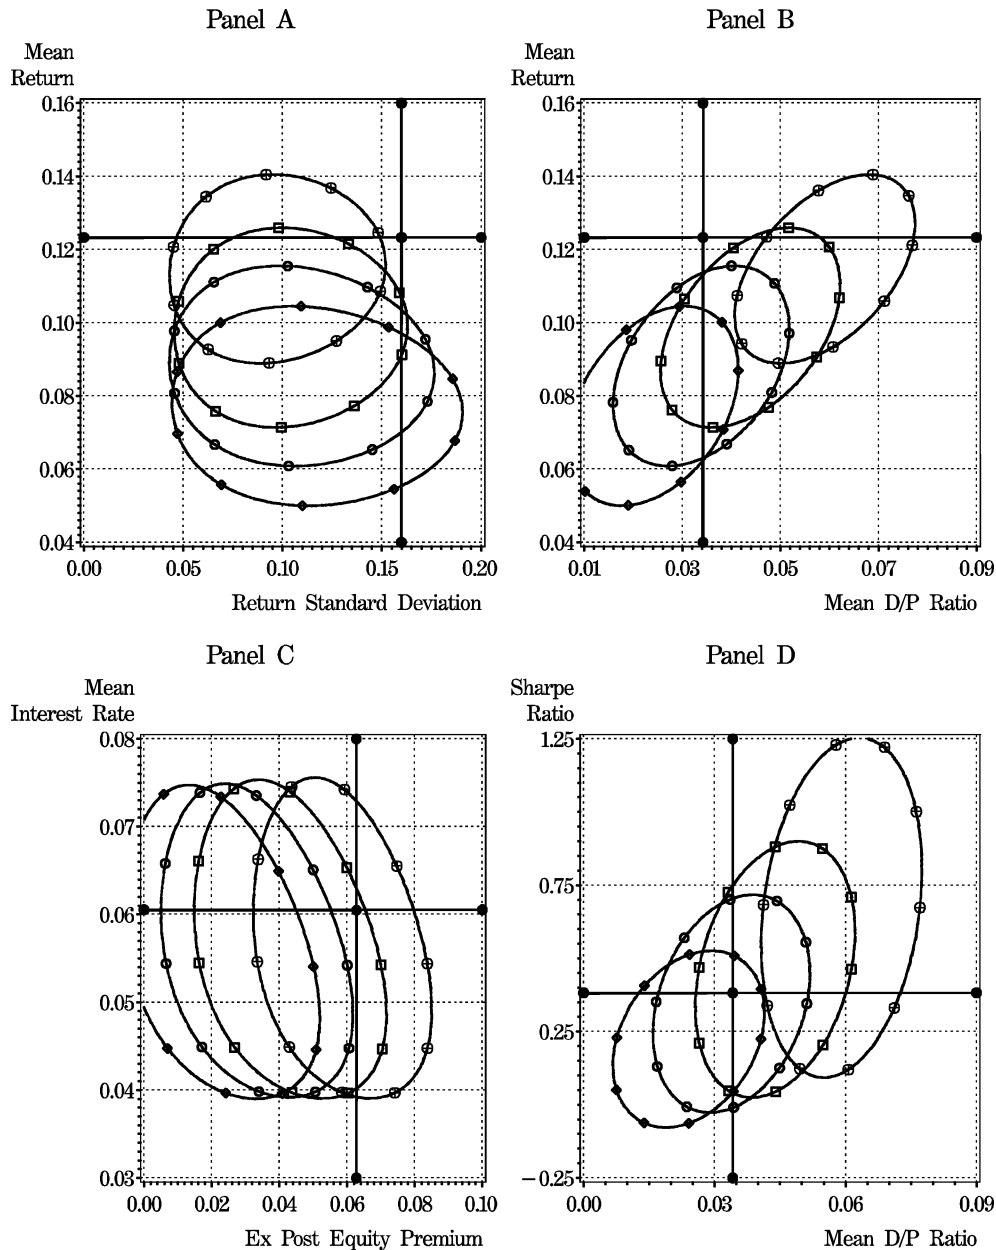 Panel A
Mean
Return
0.16
0.14
0.12
0.10
0.08
0.06
0.04
0.00 0.05 0.10 0.15 0.20
Return Standard Deviation
Panel B
Mean
Return
0.16
0.14
0.12
0.10
0.08
0.06
0.04
0.01 0.03 0.05 0.07 0.09
Mean D/P Ratio
Panel C
Mean
Interest Rate
0.08
0.07
0.06
0.05
0.04
0.03
0.00 0.02 0.04 0.06 0.08 0.10
Ex Post Equity Premium
Panel D
Sharpe
Ratio
1.25
0.75
0.25
−0.25
0.00 0.03 0.06 0.09
Mean D/P Ratio